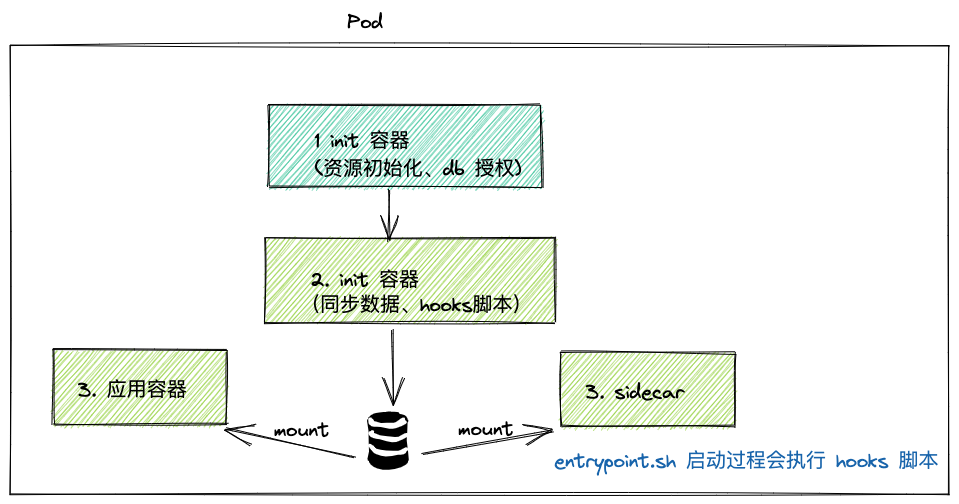 Pod
1 init 容器
(资源初始化、db 授权)
2. init 容器
(同步数据、hooks脚本)
3. 应用容器
3. sidecar
mount
mount
entrypoint.sh 启动过程会执行 hooks 脚本